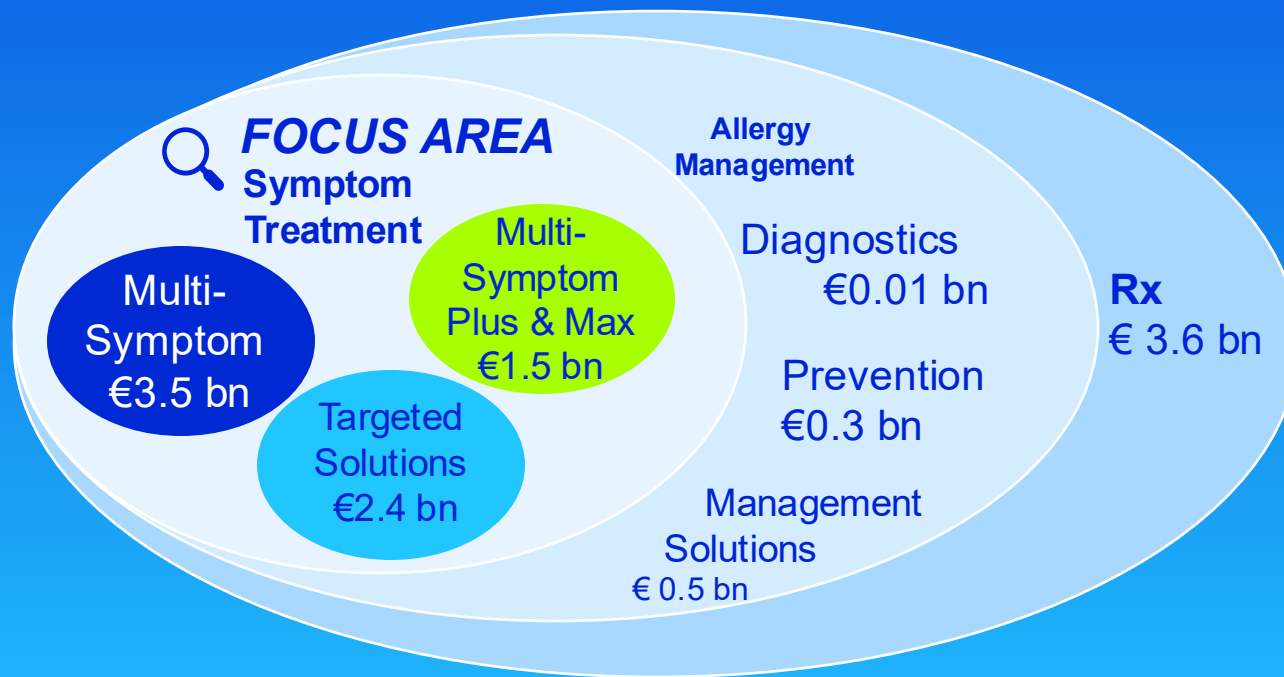 FOCUS AREA
Symptom
Treatment
Multi-
Symptom
€3.5 bn
Multi-
Symptom
Plus & Max
€1.5 bn
Targeted
Solutions
€2.4 bn
Allergy
Management
Diagnostics
€0.01 bn
Prevention
€0.3 bn
Management
Solutions
€ 0.5 bn
Rx
€ 3.6 bn